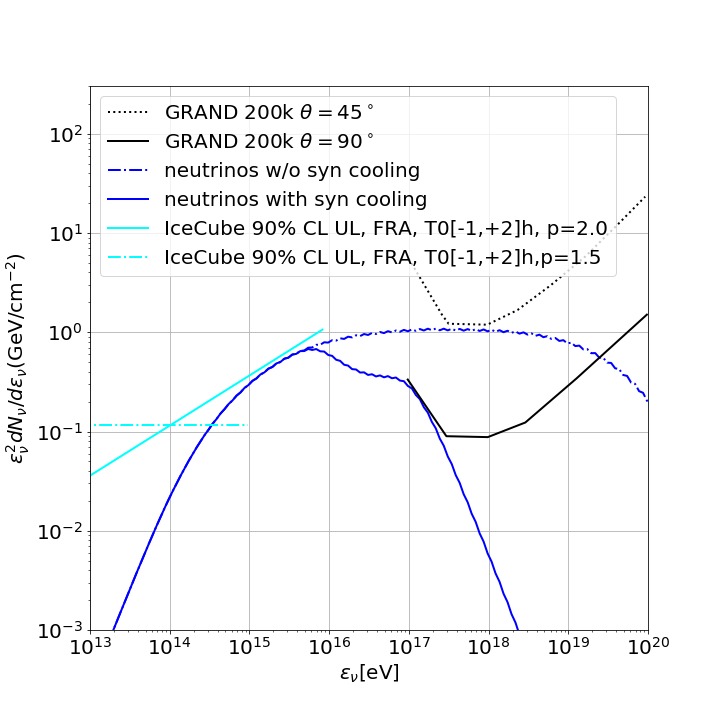 GRAND 200k θ = 45°
GRAND 200k θ = 90°
neutrinos w/o syn cooling
neutrinos with syn cooling
IceCube 90% CL UL, FRA, T0[-1,+2]h, p=2.0
IceCube 90% CL UL, FRA, T0[-1,+2]h,p=1.5
10²
10¹
10⁰
10⁻¹
10⁻²
10⁻³
ε²_ν dN_ν/dε_ν(GeV/cm⁻²)
10¹³ 10¹⁴ 10¹⁵ 10¹⁶ 10¹⁷ 10¹⁸ 10¹⁹ 10²⁰
ε_ν[eV]